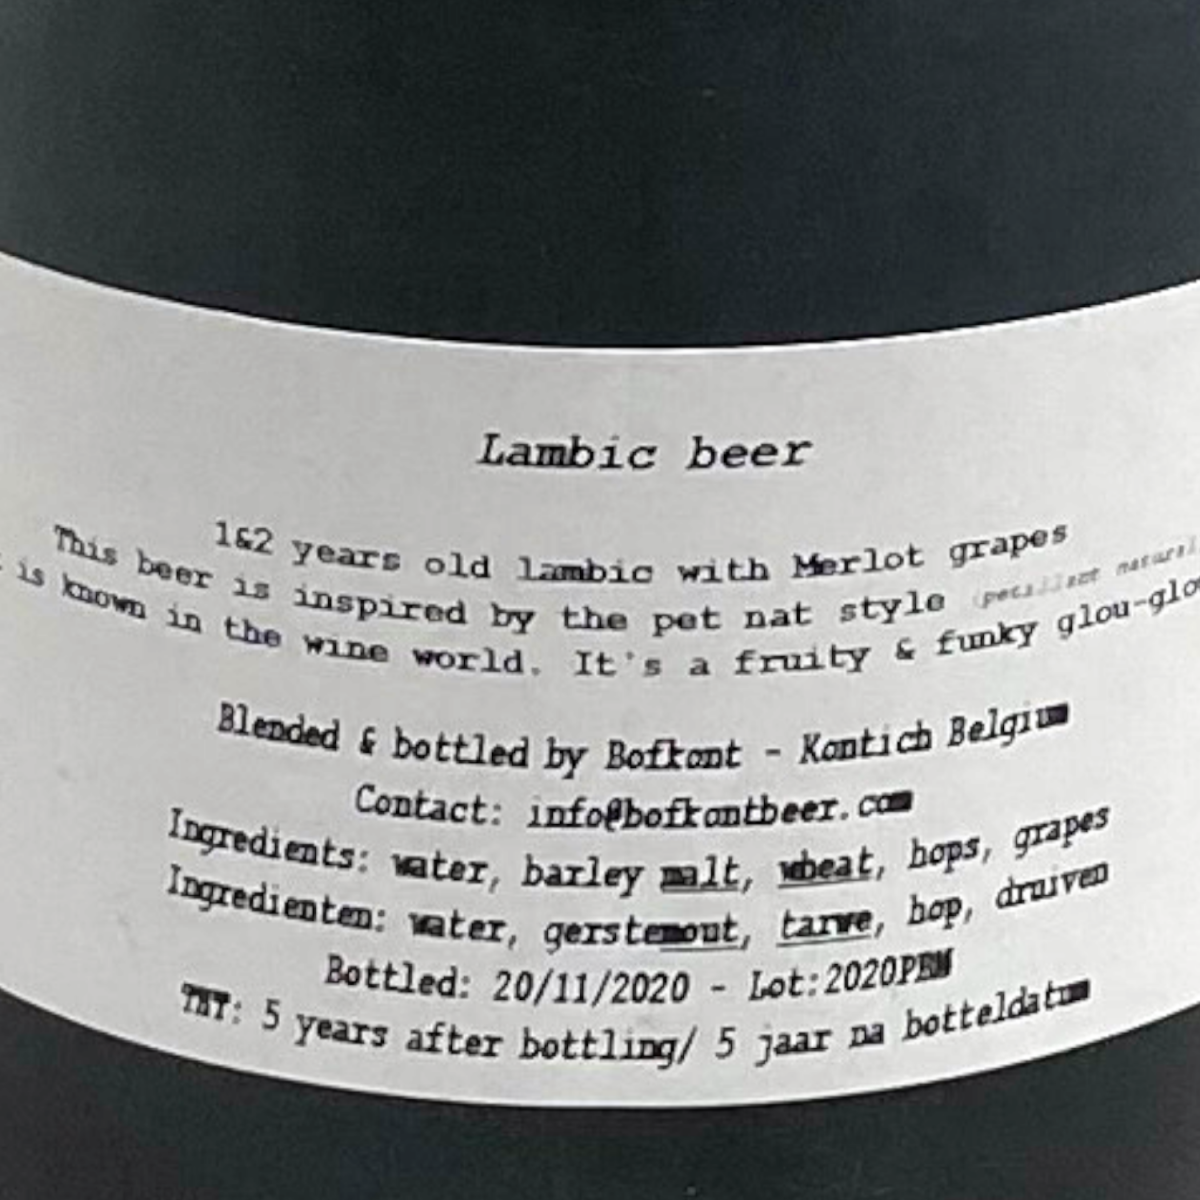 Lambic beer
1&2 years old lambic with Merlot grapes
This beer is inspired by the pet nat style (petillant natural
is known in the wine world. It's a fruity & funky glou-glo
Blended & bottled by Bofkont - Kontich Belgium
Contact: info@bofkontbeer.com
Ingredients: water, barley malt, wheat, hops, grapes
Ingredienten: water, gerstemout, tarwe, hop, druiven
Bottled: 20/11/2020 - Lot:2020PBM
THT: 5 years after bottling/ 5 jaar na botteldatum